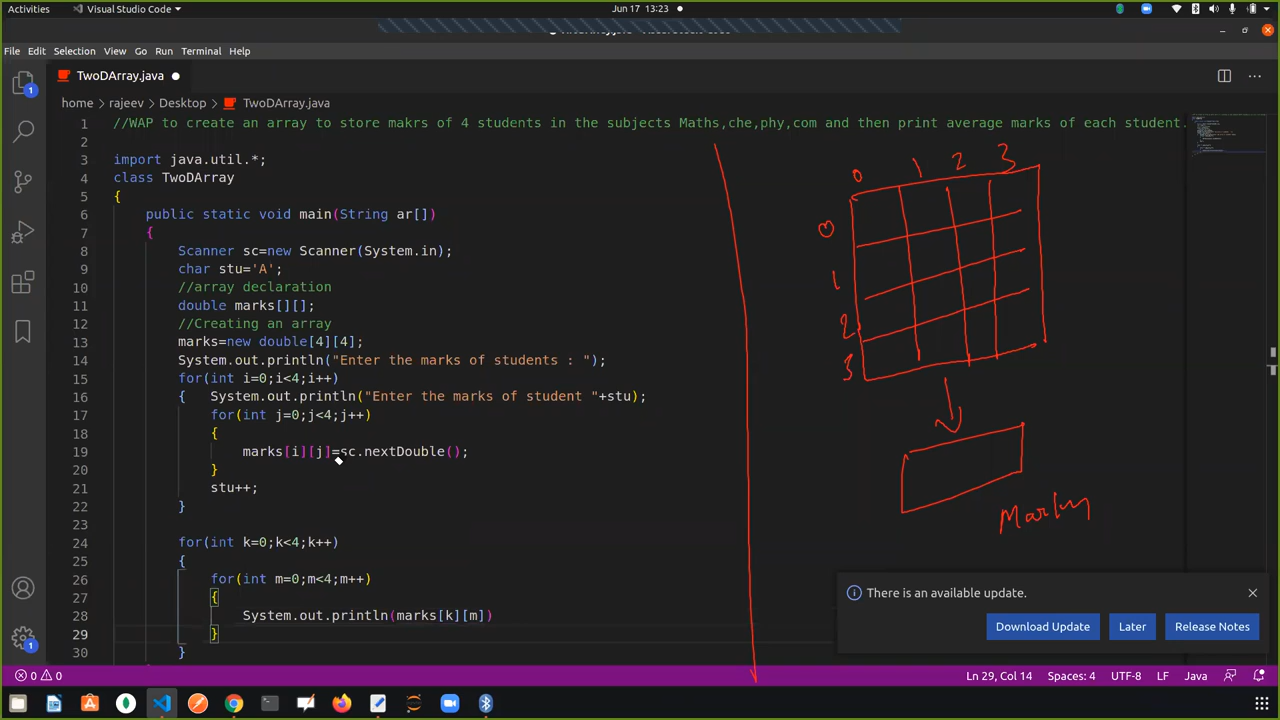 Activities
Visual Studio Code
Jun 17 13:23
File Edit Selection View Go Run Terminal Help
TwoDArray.java
home > rajeev > Desktop > TwoDArray.java
1 //WAP to create an array to store makrs of 4 students in the subjects Maths,che,phy,com and then print average marks of each student.
2
3 import java.util.*;
4 class TwoDArray
5 {
6 public static void main(String ar[])
7 {
8 Scanner sc=new Scanner(System.in);
9 char stu='A';
10 //array declaration
11 double marks[][];
12 //Creating an array
13 marks=new double[4][4];
14 System.out.println("Enter the marks of students : ");
15 for(int i=0;i<4;i++)
16 { System.out.println("Enter the marks of student "+stu);
17 for(int j=0;j<4;j++)
18 {
19 marks[i][j]=sc.nextDouble();
20 }
21 stu++;
22 }
23
24 for(int k=0;k<4;k++)
25 {
26 for(int m=0;m<4;m++)
27 {
28 System.out.println(marks[k][m])
29 }
30 }
0 1 2 3
0
1
2
3
Marks
There is an available update.
Download Update Later Release Notes
1
1
0 0 Ln 29, Col 14 Spaces: 4 UTF-8 LF Java